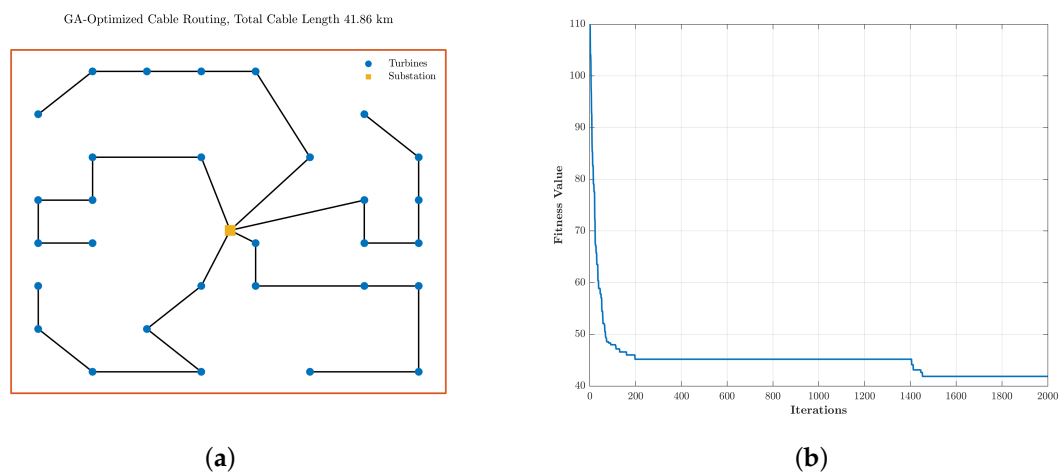 GA-Optimized Cable Routing, Total Cable Length 41.86 km
Turbines
Substation
110
100
90
80
70
60
50
40
Fitness Value
0 200 400 600 800 1000 1200 1400 1600 1800 2000
Iterations
(a)
(b)